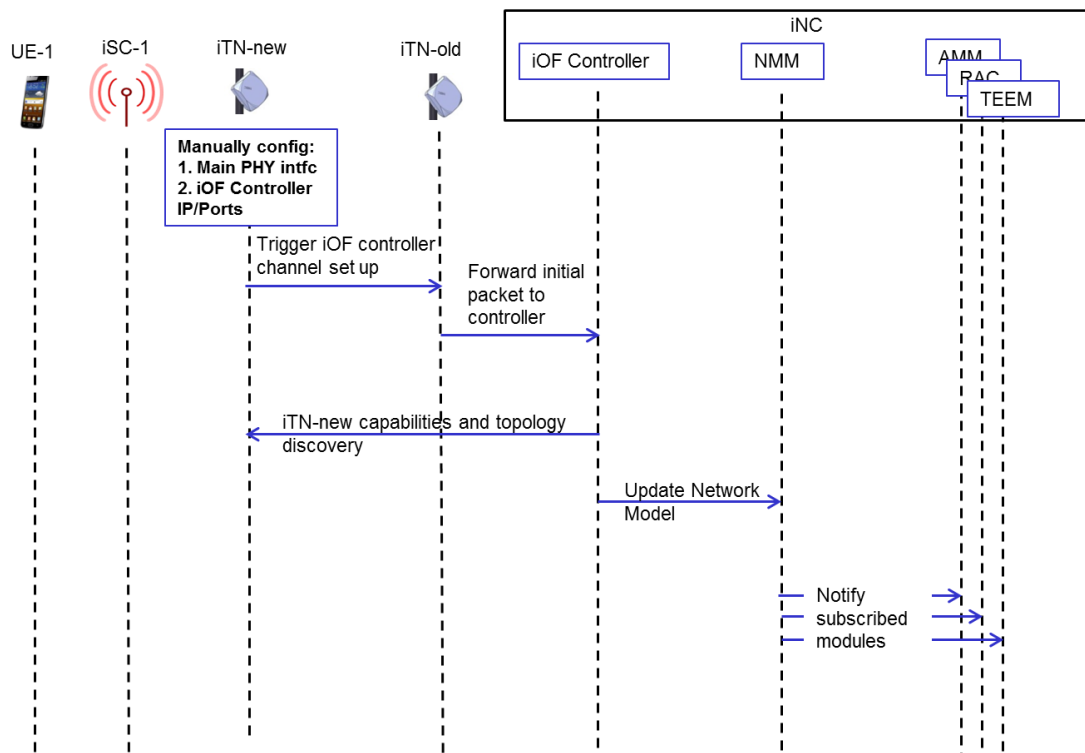 iNC
UE-1
iSC-1
iTN-new
iTN-old
iOF Controller
NMM
AMM
RAC
TEEM
Manually config:
1. Main PHY intfc
2. iOF Controller
IP/Ports
Trigger iOF controller
channel set up
Forward initial
packet to
controller
iTN-new capabilities and topology
discovery
Update Network
Model
Notify
subscribed
modules